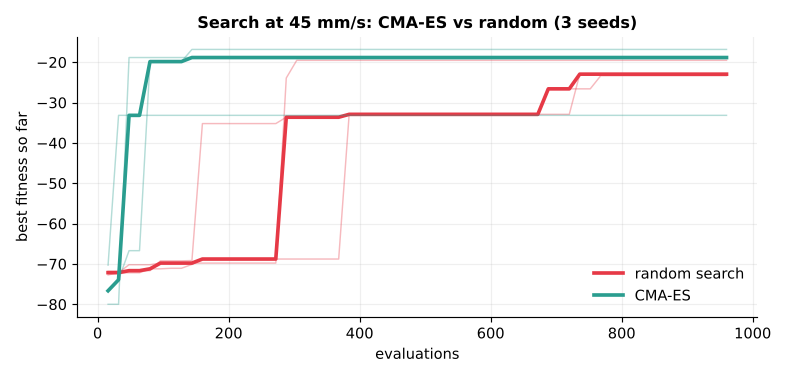 Search at 45 mm/s: CMA-ES vs random (3 seeds)
best fitness so far
−20
−30
−40
−50
−60
−70
−80
random search
CMA-ES
0
200
400
600
800
1000
evaluations